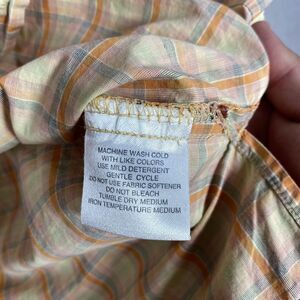 MACHINE WASH COLD
WITH LIKE COLORS
USE MILD DETERGENT
GENTLE CYCLE
DO NOT USE FABRIC SOFTENER
DO NOT BLEACH
TUMBLE DRY MEDIUM
IRON TEMPERATURE MEDIUM